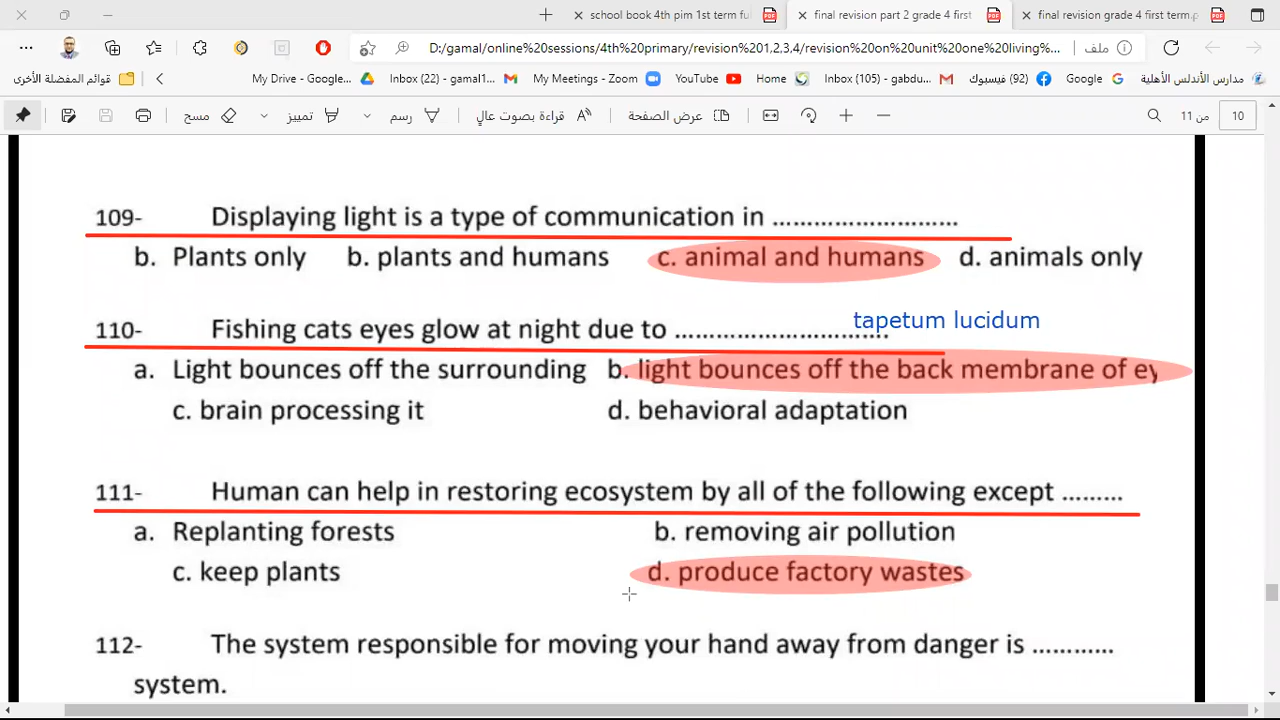 school book 4th pim 1st term ful
final revision part 2 grade 4 first
final revision grade 4 first term.p
D:/gamal/online%20sessions/4th%20primary/revision%201,2,3,4/revision%20on%20unit%20one%20living%... ملف
قوائم المفضلة الأخرى My Drive - Google... Inbox (22) - gamal1... My Meetings - Zoom YouTube Home Inbox (105) - gabdu... (92) فيسبوك Google مدارس الأندلس الأهلية
مسح تمييز رسم قراءة بصوت عالٍ عرض الصفحة من 11 10
109- Displaying light is a type of communication in ...........................
b. Plants only b. plants and humans c. animal and humans d. animals only
tapetum lucidum
110- Fishing cats eyes glow at night due to ...............................
a. Light bounces off the surrounding b. light bounces off the back membrane of ey
c. brain processing it d. behavioral adaptation
111- Human can help in restoring ecosystem by all of the following except .........
a. Replanting forests b. removing air pollution
c. keep plants d. produce factory wastes
112- The system responsible for moving your hand away from danger is ............
system.